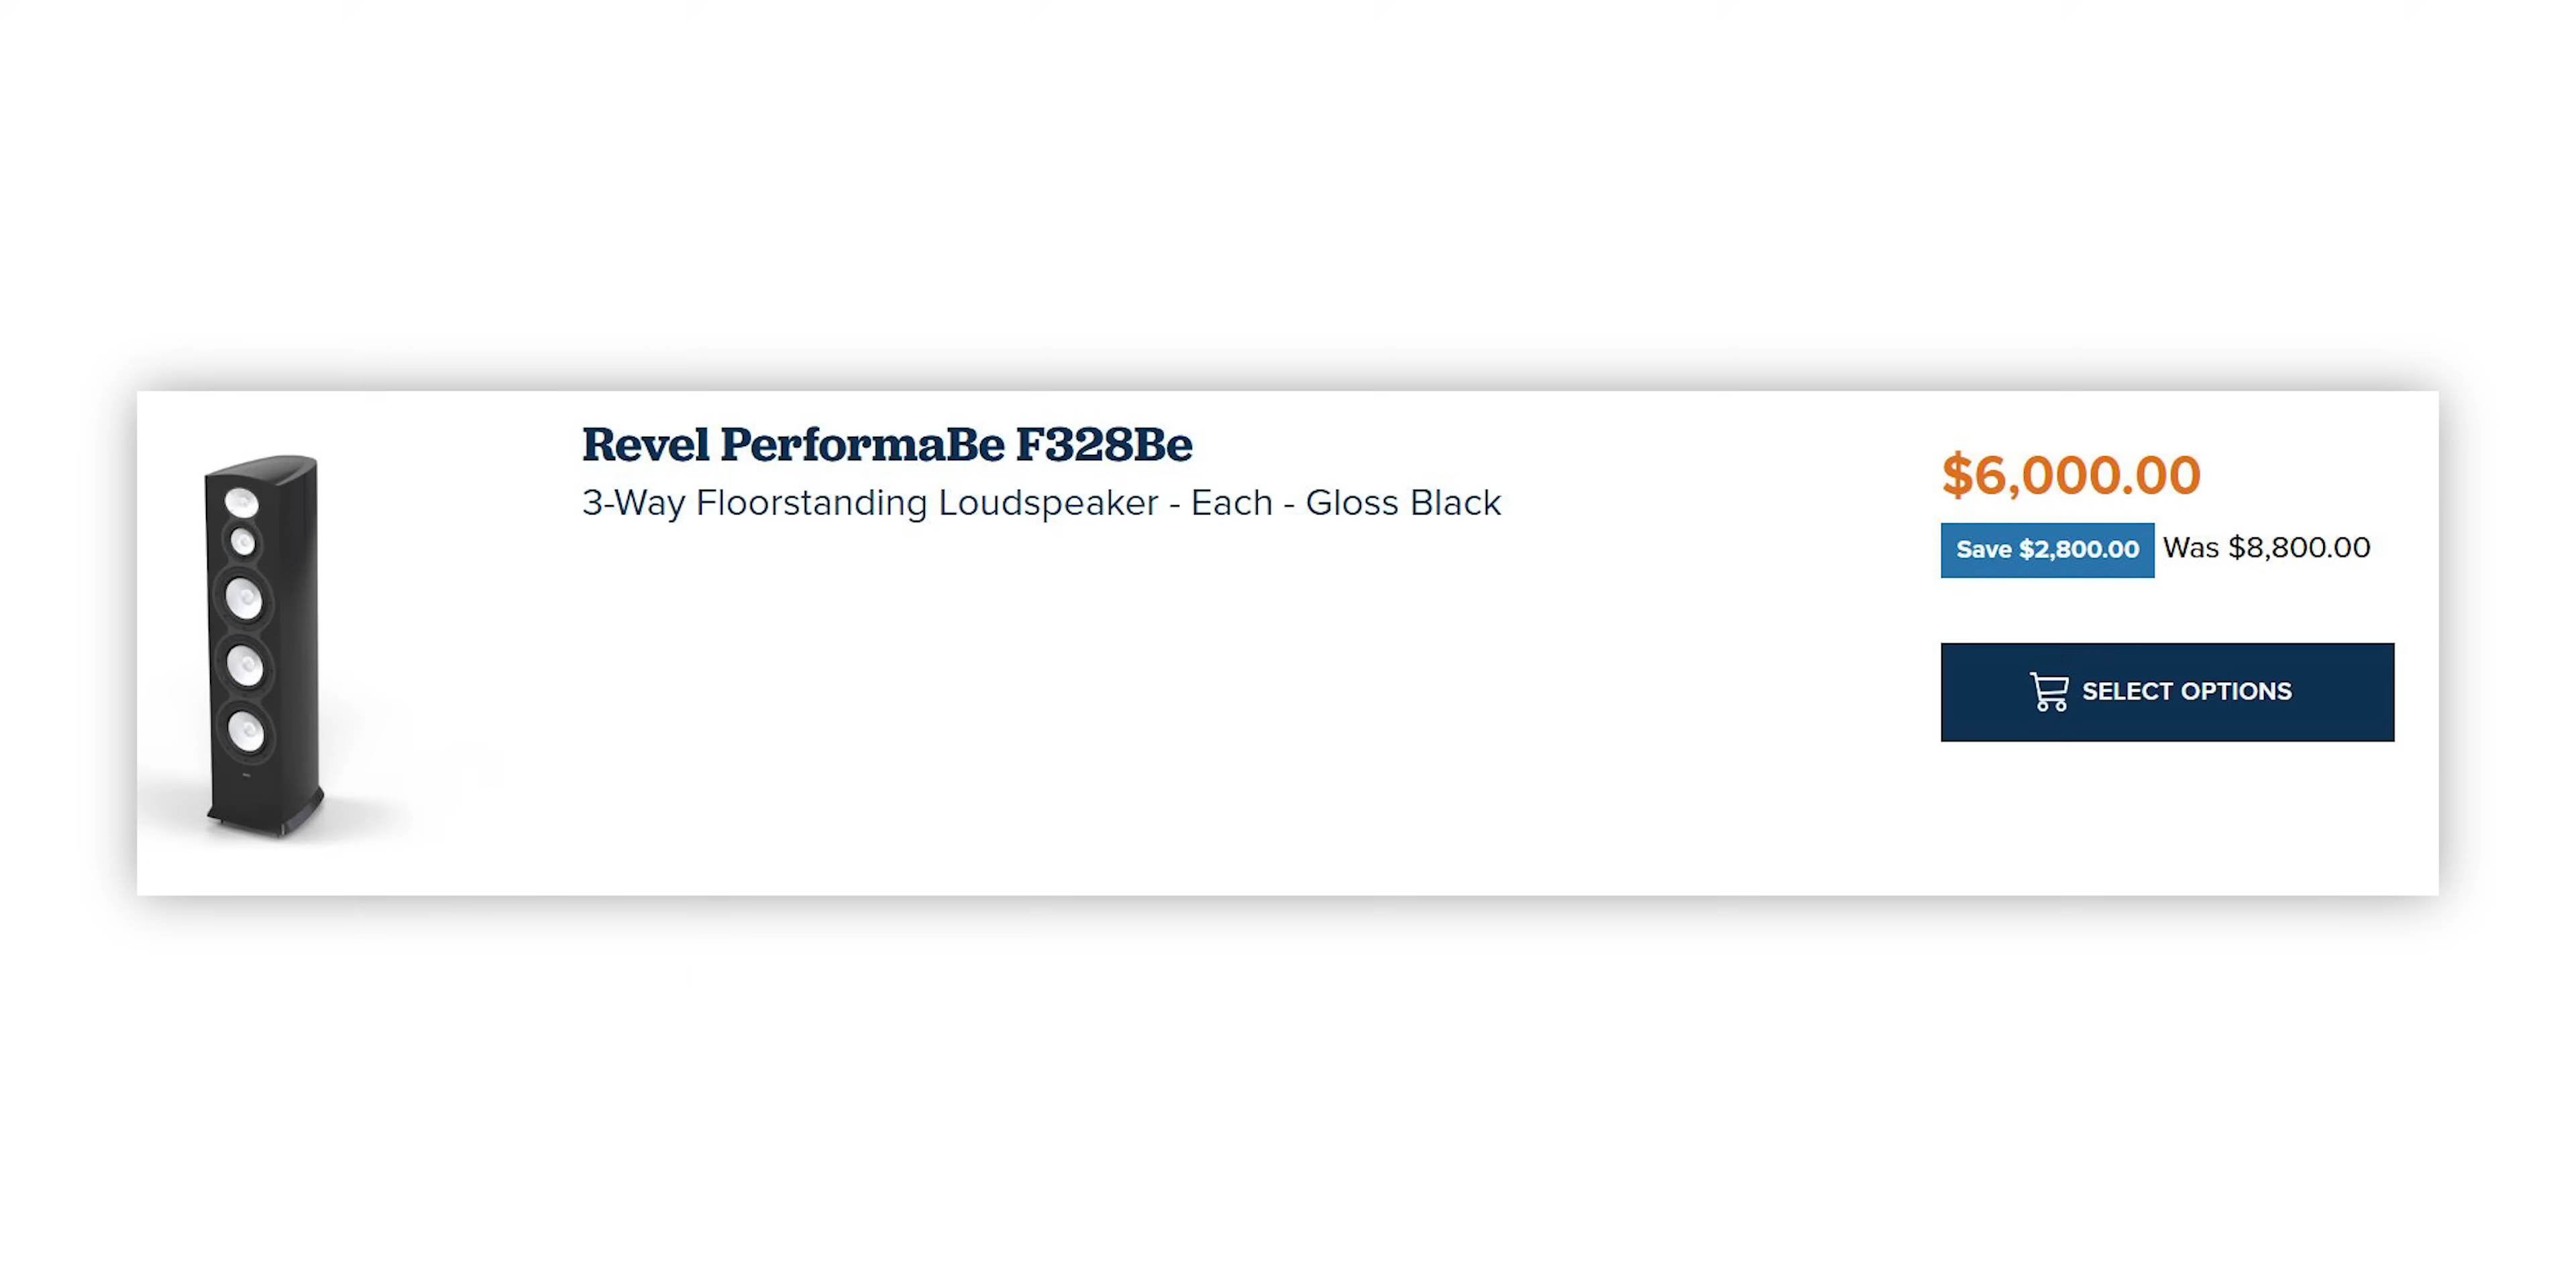 Revel PerformaBe F328Be
3-Way Floorstanding Loudspeaker - Each - Gloss Black
$6,000.00
Save $2,800.00 Was $8,800.00
SELECT OPTIONS